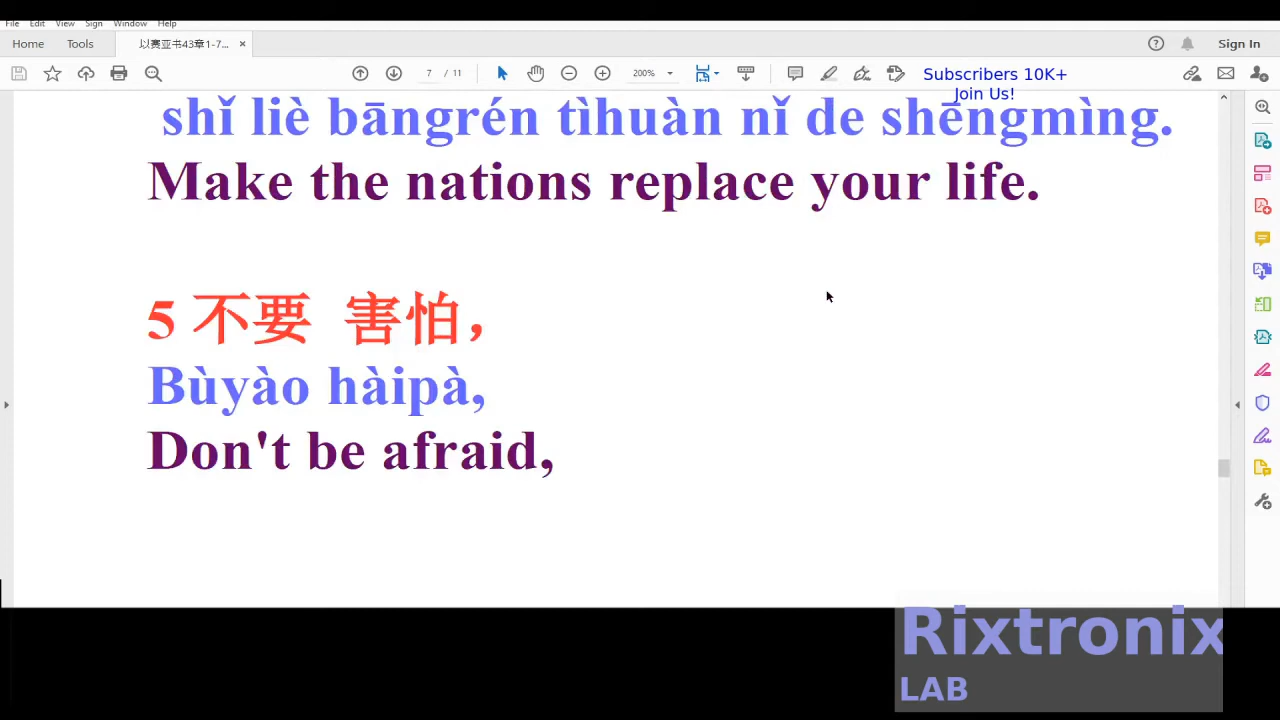 File Edit View Sign Window Help
Home Tools 以赛亚书43章1-7... × Sign In
7 / 11 200% Subscribers 10K+
Join Us!
shǐ liè bāngrén tìhuàn nǐ de shēngmìng.
Make the nations replace your life.
5 不要 害怕，
Bùyào hàipà,
Don't be afraid,
Rixtronix
LAB